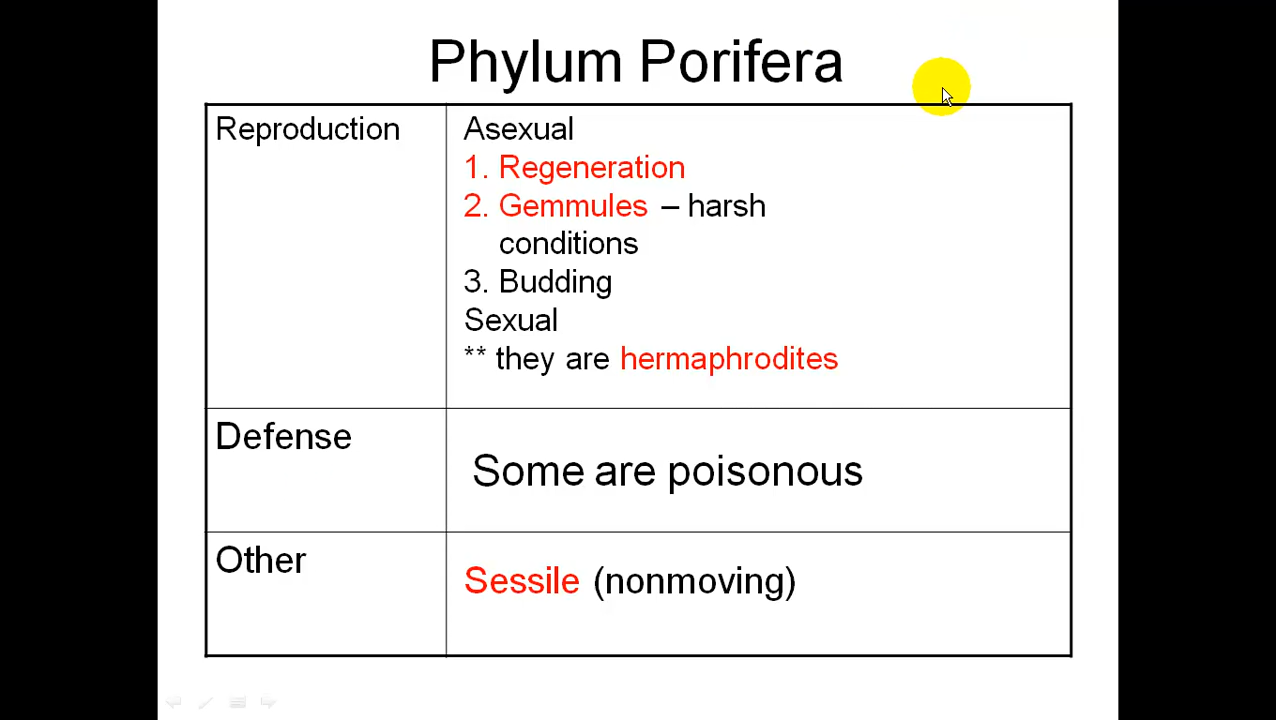 Phylum Porifera
Reproduction
Asexual
1. Regeneration
2. Gemmules – harsh
conditions
3. Budding
Sexual
** they are hermaphrodites
Defense
Some are poisonous
Other
Sessile (nonmoving)